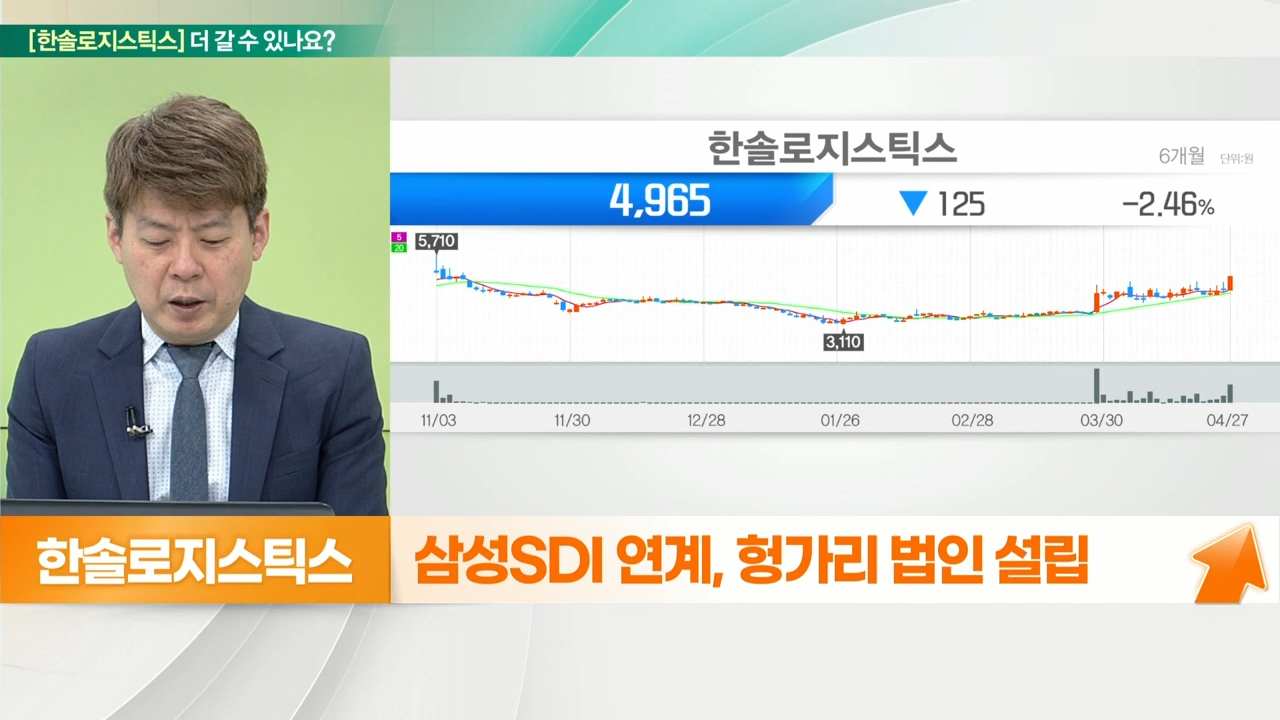 [한솔로지스틱스] 더 갈 수 있나요?
한솔로지스틱스
6개월 단위:원
4,965 ▼ 125 -2.46%
5
20
5,710
3,110
11/03 11/30 12/28 01/26 02/28 03/30 04/27
한솔로지스틱스
삼성SDI 연계, 헝가리 법인 설립